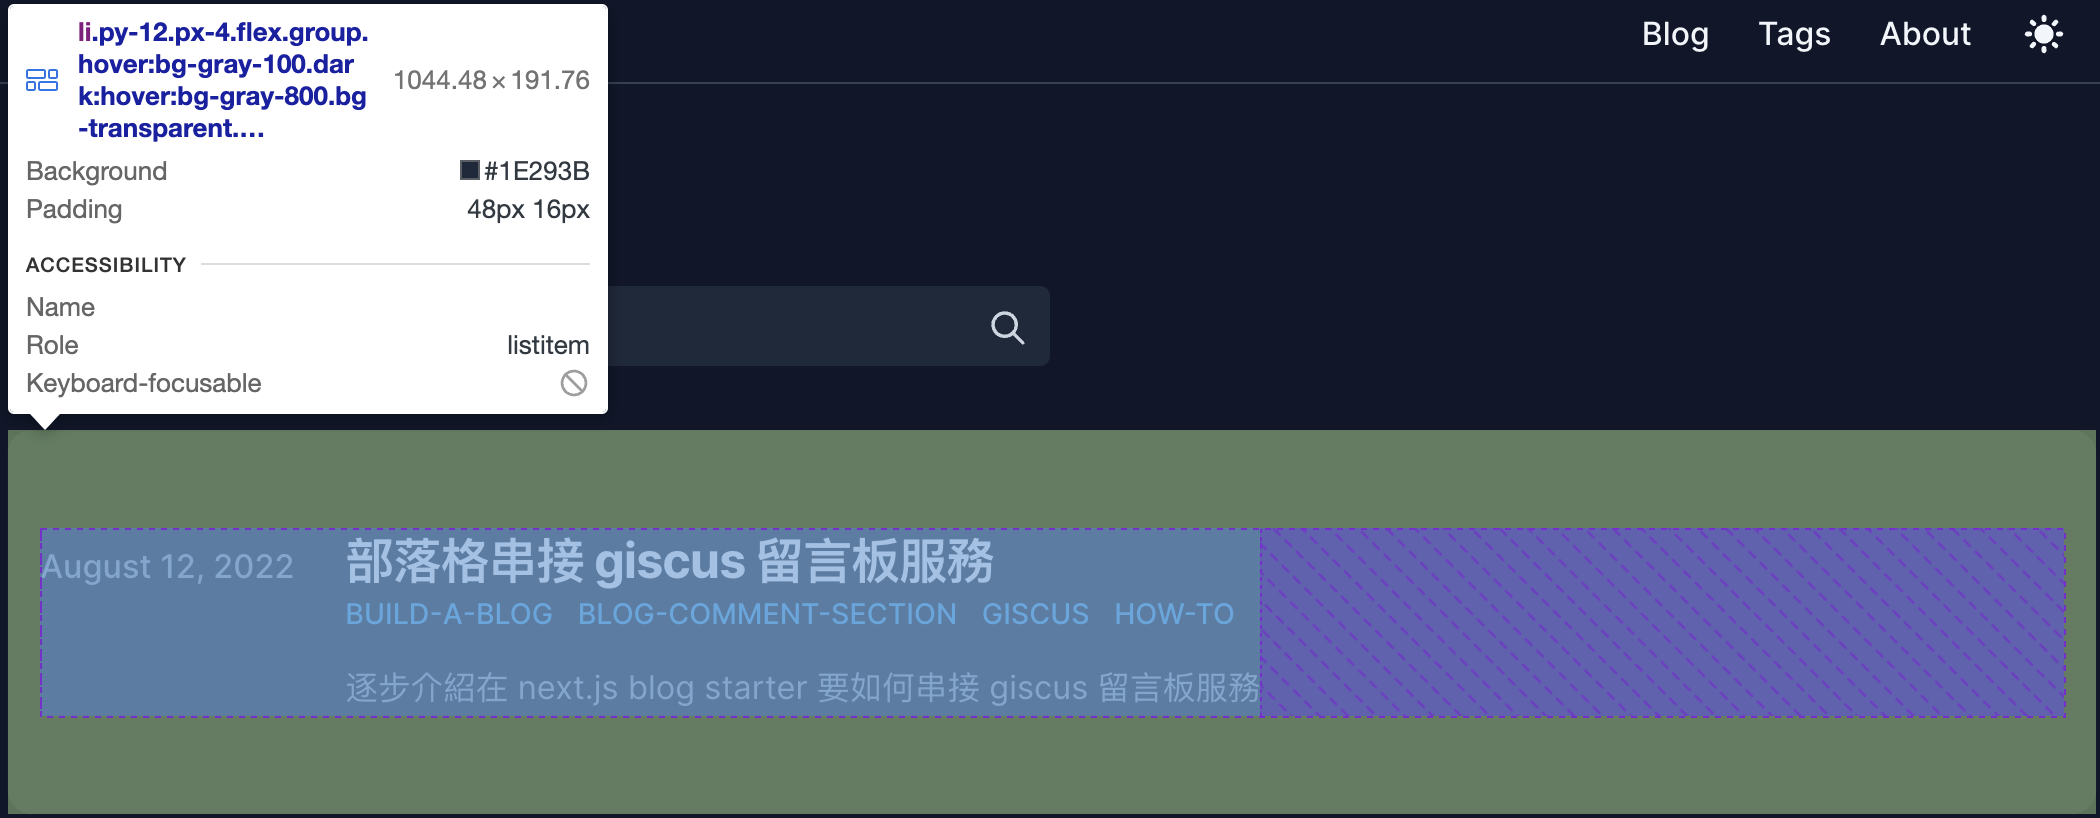 li.py-12.px-4.flex.group.
hover:bg-gray-100.dar
k:hover:bg-gray-800.bg
-transparent.…
1044.48×191.76
Background #1E293B
Padding 48px 16px
ACCESSIBILITY
Name
Role listitem
Keyboard-focusable
Blog Tags About
August 12, 2022
部落格串接 giscus 留言板服務
BUILD-A-BLOG BLOG-COMMENT-SECTION GISCUS HOW-TO
逐步介紹在 next.js blog starter 要如何串接 giscus 留言板服務